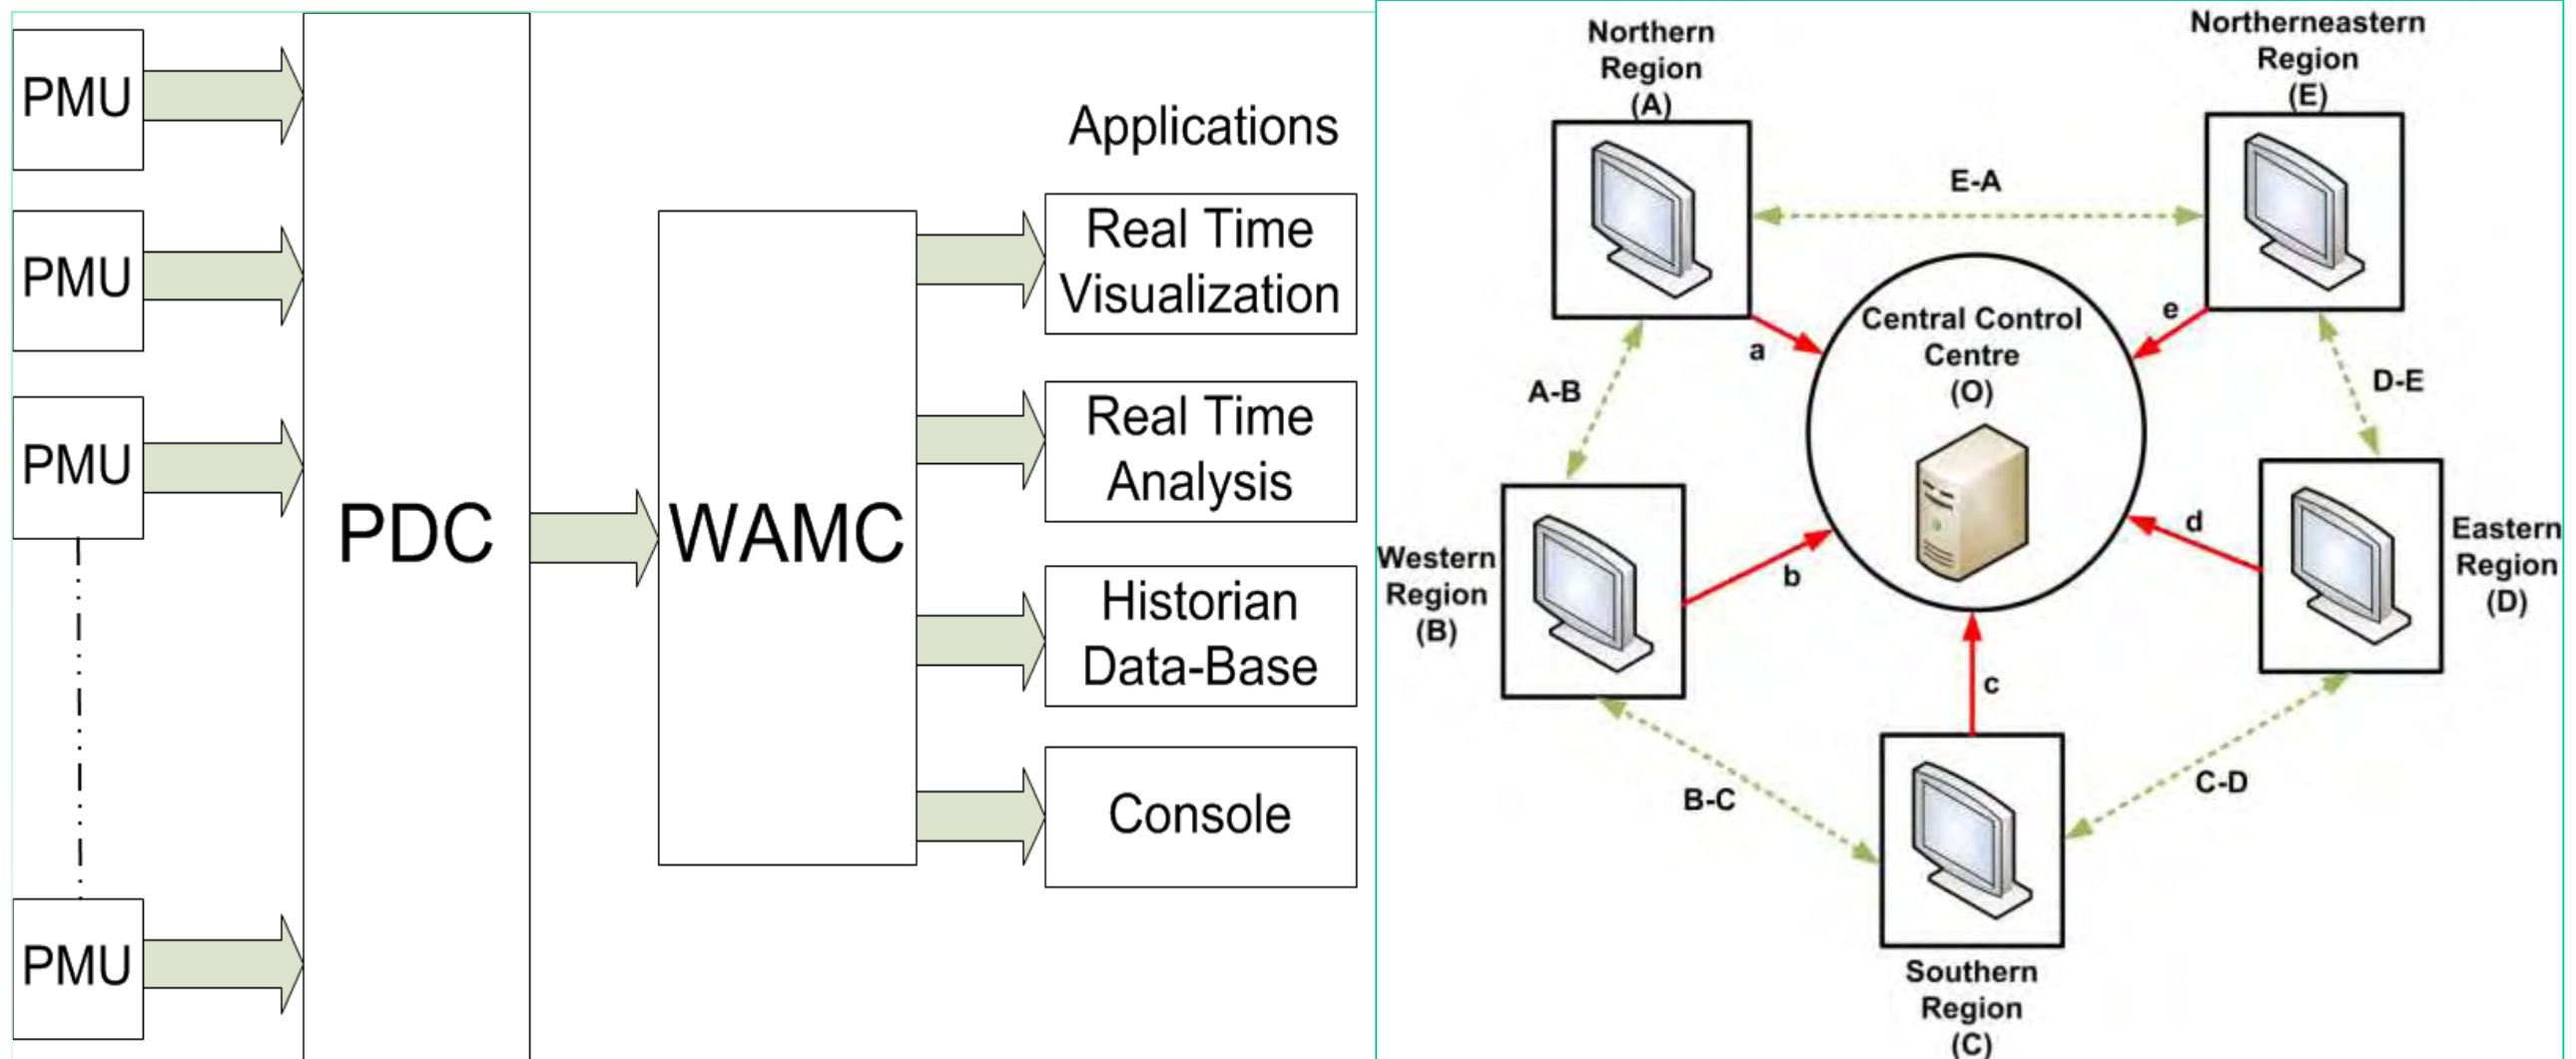 PMU
PMU
PMU
PMU
PDC
WAMC
Applications
Real Time
Visualization
Real Time
Analysis
Historian
Data-Base
Console
Northern
Region
(A)
Northerneastern
Region
(E)
E-A
Central Control
Centre
(O)
a
e
A-B
D-E
Western
Region
(B)
b
d
Eastern
Region
(D)
c
B-C
C-D
Southern
Region
(C)